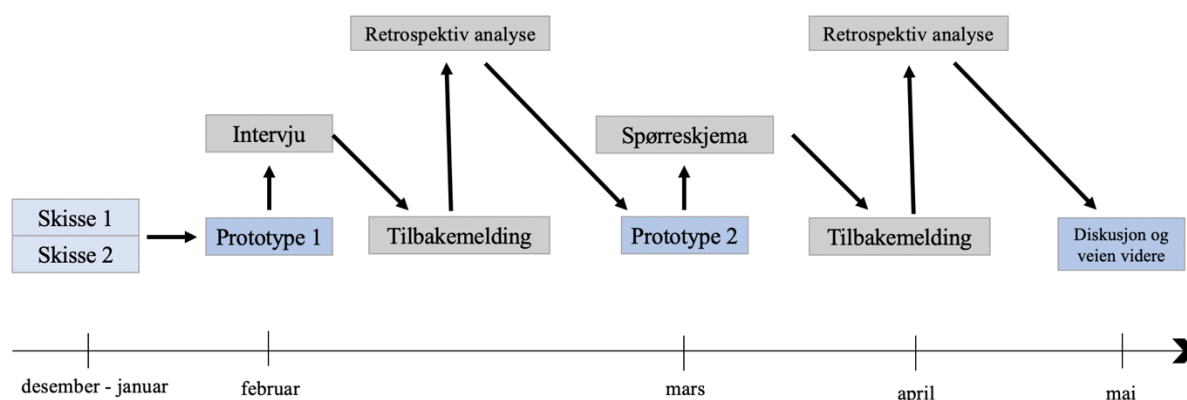 Retrospektiv analyse
Retrospektiv analyse
Intervju
Spørreskjema
Skisse 1
Skisse 2
Prototype 1
Tilbakemelding
Prototype 2
Tilbakemelding
Diskusjon og
veien videre
desember - januar
februar
mars
april
mai